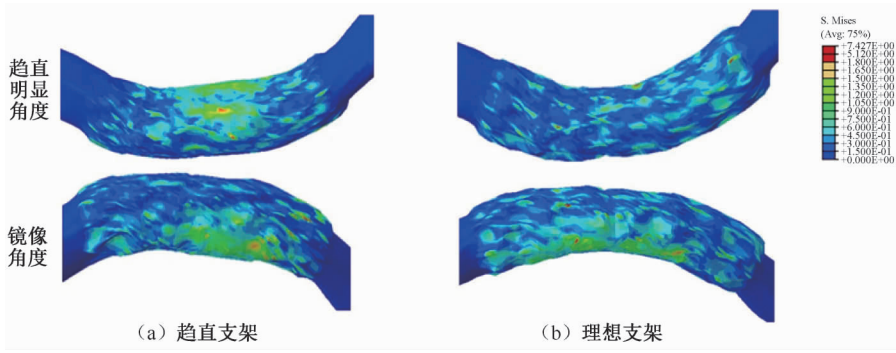 趋直
明显
角度
镜像
角度
(a) 趋直支架
(b) 理想支架
S. Mises
(Avg: 75%)
+7.427E+00
+5.120E+00
+1.800E+00
+1.650E+00
+1.500E+00
+1.350E+00
+1.200E+00
+1.050E+00
+9.000E-01
+7.500E-01
+6.000E-01
+4.500E-01
+3.000E-01
+1.500E-01
+0.000E+00